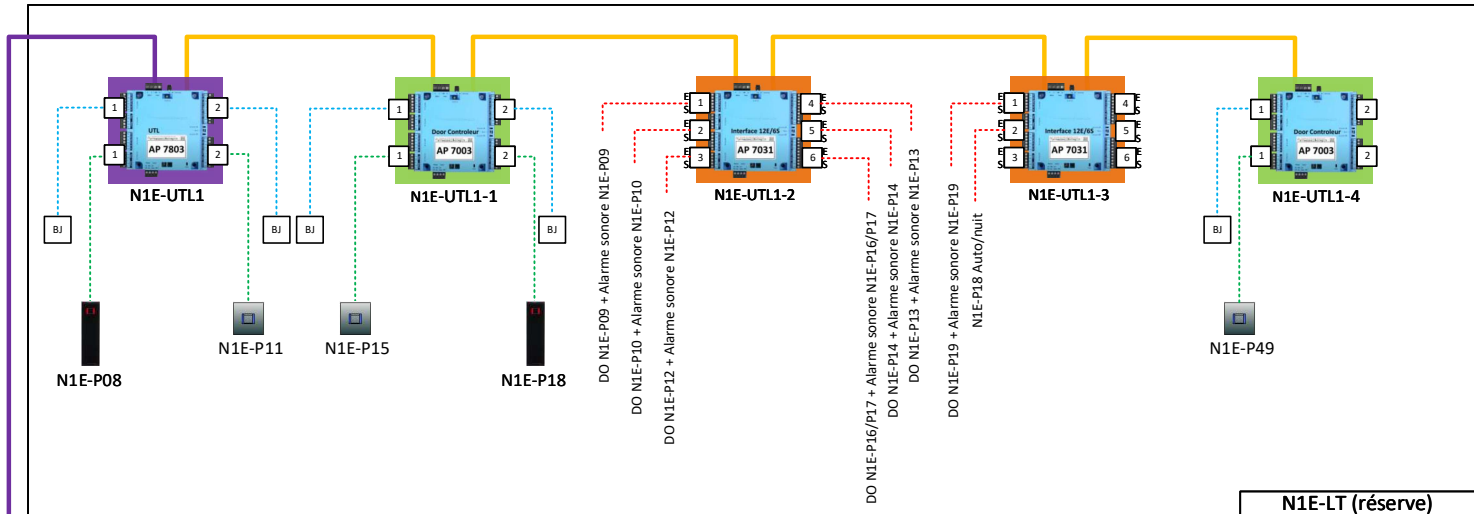 1
2
UTL
AP 7803
1
2
N1E-UTL1
BJ
BJ
N1E-P08
N1E-P11
1
2
Door Controleur
AP 7003
1
2
N1E-UTL1-1
BJ
BJ
N1E-P15
N1E-P18
E
S
1
4
E
S
E
S
2
5
E
S
Interface 12E/6S
AP 7031
E
S
3
6
E
S
N1E-UTL1-2
DO N1E-P09 + Alarme sonore N1E-P09
DO N1E-P10 + Alarme sonore N1E-P10
DO N1E-P12 + Alarme sonore N1E-P12
DO N1E-P16/P17 + Alarme sonore N1E-P16/P17
DO N1E-P14 + Alarme sonore N1E-P14
DO N1E-P13 + Alarme sonore N1E-P13
E
S
1
4
E
S
E
S
2
5
E
S
Interface 12E/6S
AP 7031
E
S
3
6
E
S
N1E-UTL1-3
DO N1E-P19 + Alarme sonore N1E-P19
N1E-P18 Auto/nuit
1
2
Door Controleur
AP 7003
1
2
N1E-UTL1-4
BJ
N1E-P49
N1E-LT (réserve)